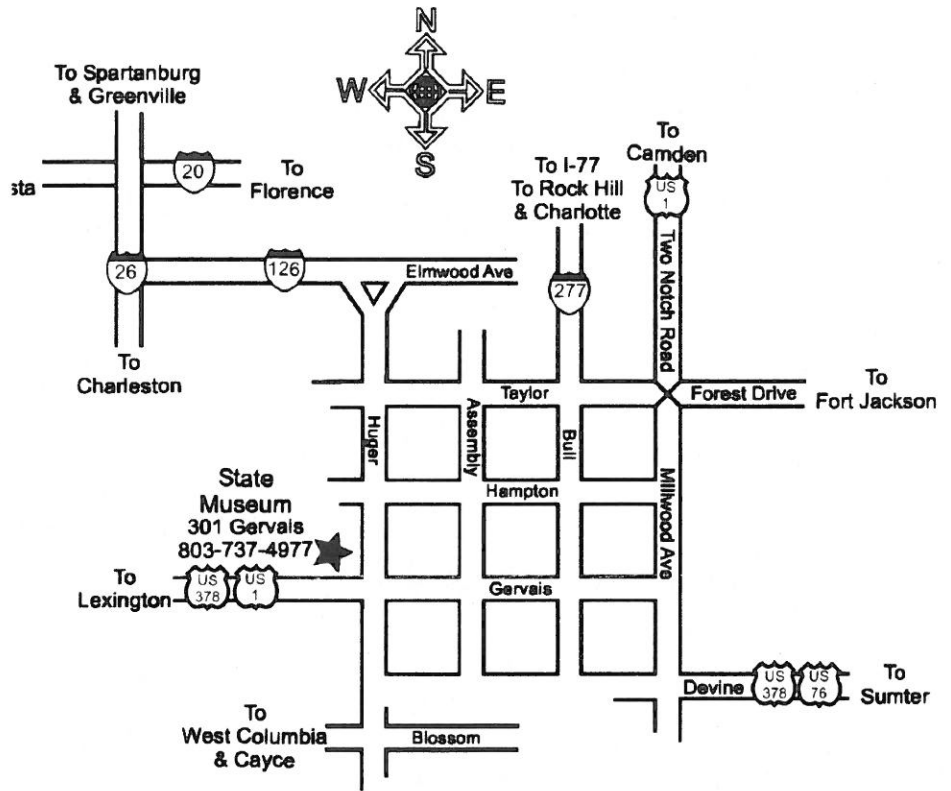 N
W
E
S
To Spartanburg
& Greenville
20
To
Florence
sta
26
126
Elmwood Ave
To
Charleston
To I-77
To Rock Hill
& Charlotte
277
To
Camden
US
1
Two Notch Road
Taylor
Forest Drive
To
Fort Jackson
Huger
Assembly
Bull
Millwood Ave
Hampton
State
Museum
301 Gervais
803-737-4977
To
Lexington
US
378
US
1
Gervais
Devine
US
378
US
76
To
Sumter
To
West Columbia
& Cayce
Blossom